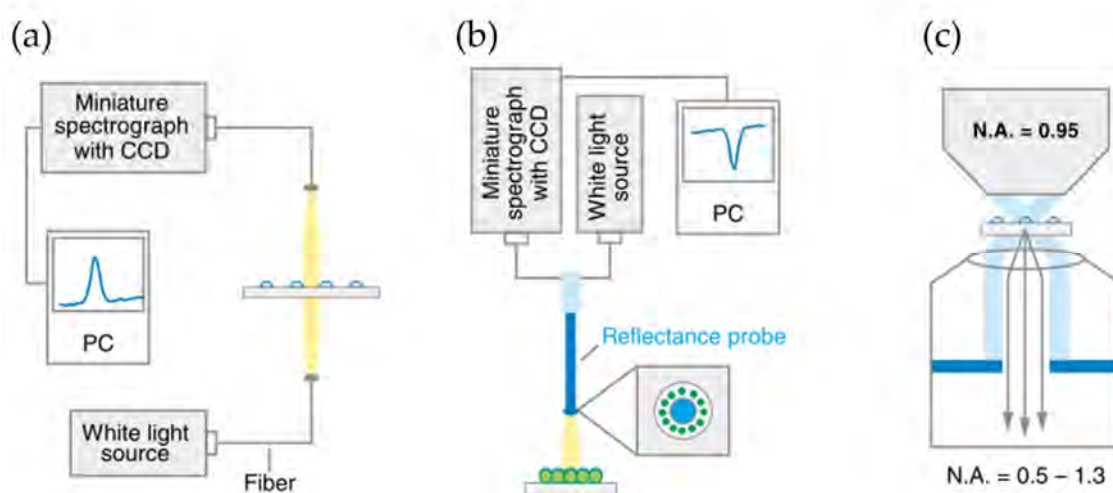 (a)
Miniature
spectrograph
with CCD
PC
White light
source
Fiber
(b)
Miniature
spectrograph
with CCD
White light
source
PC
Reflectance probe
(c)
N.A. = 0.95
N.A. = 0.5 – 1.3